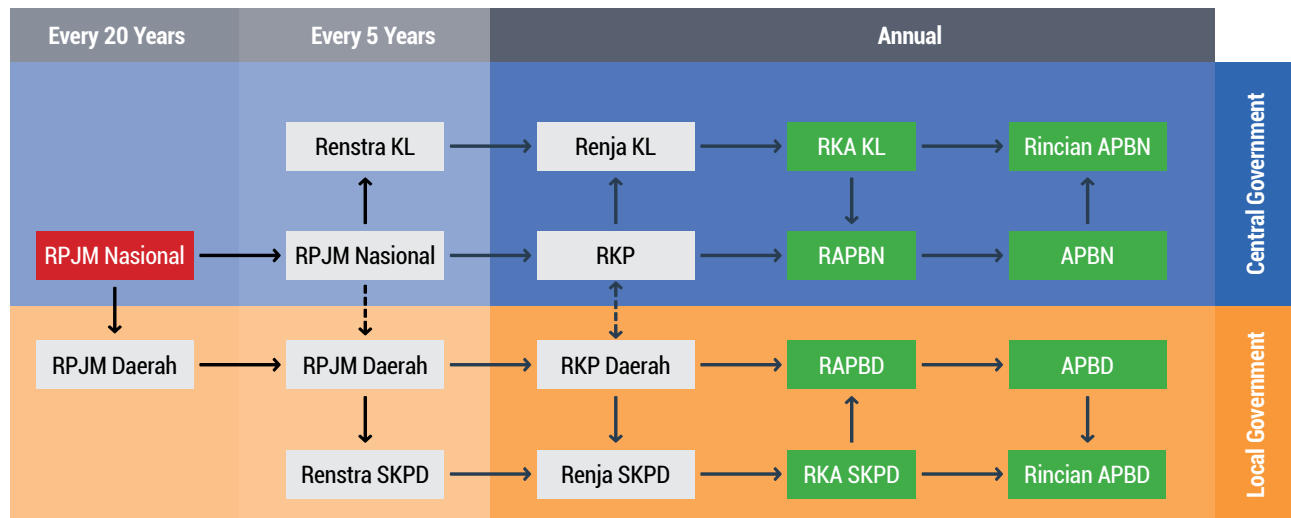 Every 20 Years
Every 5 Years
Annual
Renstra KL
Renja KL
RKA KL
Rincian APBN
RPJM Nasional
RPJM Nasional
RKP
RAPBN
APBN
Central Government
RPJM Daerah
RPJM Daerah
RKP Daerah
RAPBD
APBD
Renstra SKPD
Renja SKPD
RKA SKPD
Rincian APBD
Local Government